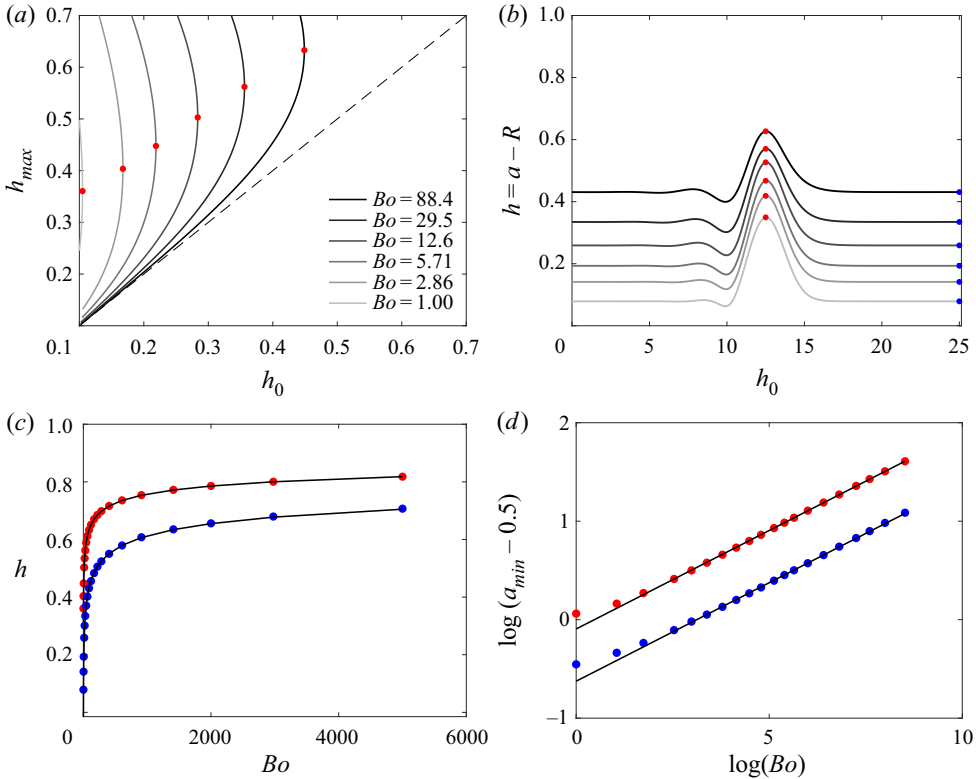 (a)
0.7
0.6
0.5
h_max
0.4
0.3
0.2
0.1 0.2 0.3 0.4 0.5 0.6 0.7
h_0
Bo = 88.4
Bo = 29.5
Bo = 12.6
Bo = 5.71
Bo = 2.86
Bo = 1.00
(b)
1.0
0.8
0.6
h = a – R
0.4
0.2
0 5 10 15 20 25
h_0
(c)
1.0
0.8
0.6
h
0.4
0.2
0 2000 4000 6000
Bo
(d)
2
1
log (a_min – 0.5)
0
–1
0 5 10
log(Bo)